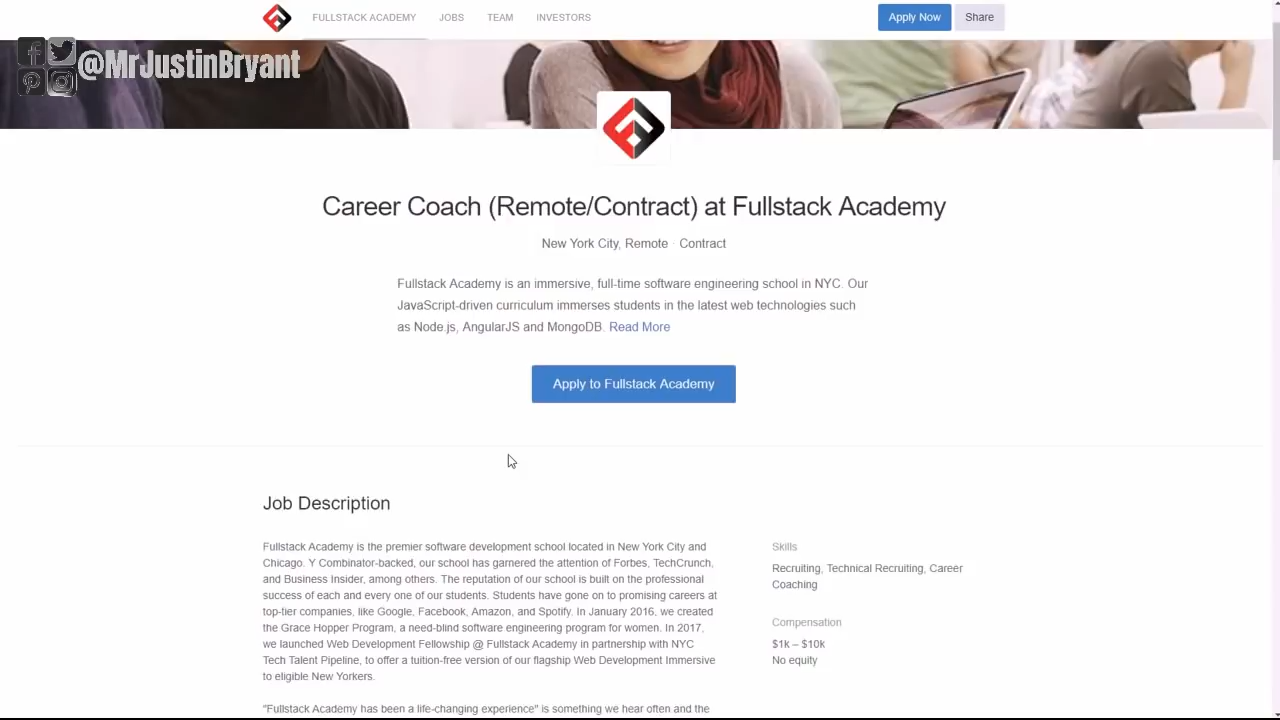 FULLSTACK ACADEMY JOBS TEAM INVESTORS Apply Now Share
@MrJustinBryant
Career Coach (Remote/Contract) at Fullstack Academy
New York City, Remote · Contract
Fullstack Academy is an immersive, full-time software engineering school in NYC. Our
JavaScript-driven curriculum immerses students in the latest web technologies such
as Node.js, AngularJS and MongoDB. Read More
Apply to Fullstack Academy
Job Description
Fullstack Academy is the premier software development school located in New York City and
Chicago. Y Combinator-backed, our school has garnered the attention of Forbes, TechCrunch,
and Business Insider, among others. The reputation of our school is built on the professional
success of each and every one of our students. Students have gone on to promising careers at
top-tier companies, like Google, Facebook, Amazon, and Spotify. In January 2016, we created
the Grace Hopper Program, a need-blind software engineering program for women. In 2017,
we launched Web Development Fellowship @ Fullstack Academy in partnership with NYC
Tech Talent Pipeline, to offer a tuition-free version of our flagship Web Development Immersive
to eligible New Yorkers.
"Fullstack Academy has been a life-changing experience" is something we hear often and the
Skills
Recruiting, Technical Recruiting, Career
Coaching
Compensation
$1k – $10k
No equity